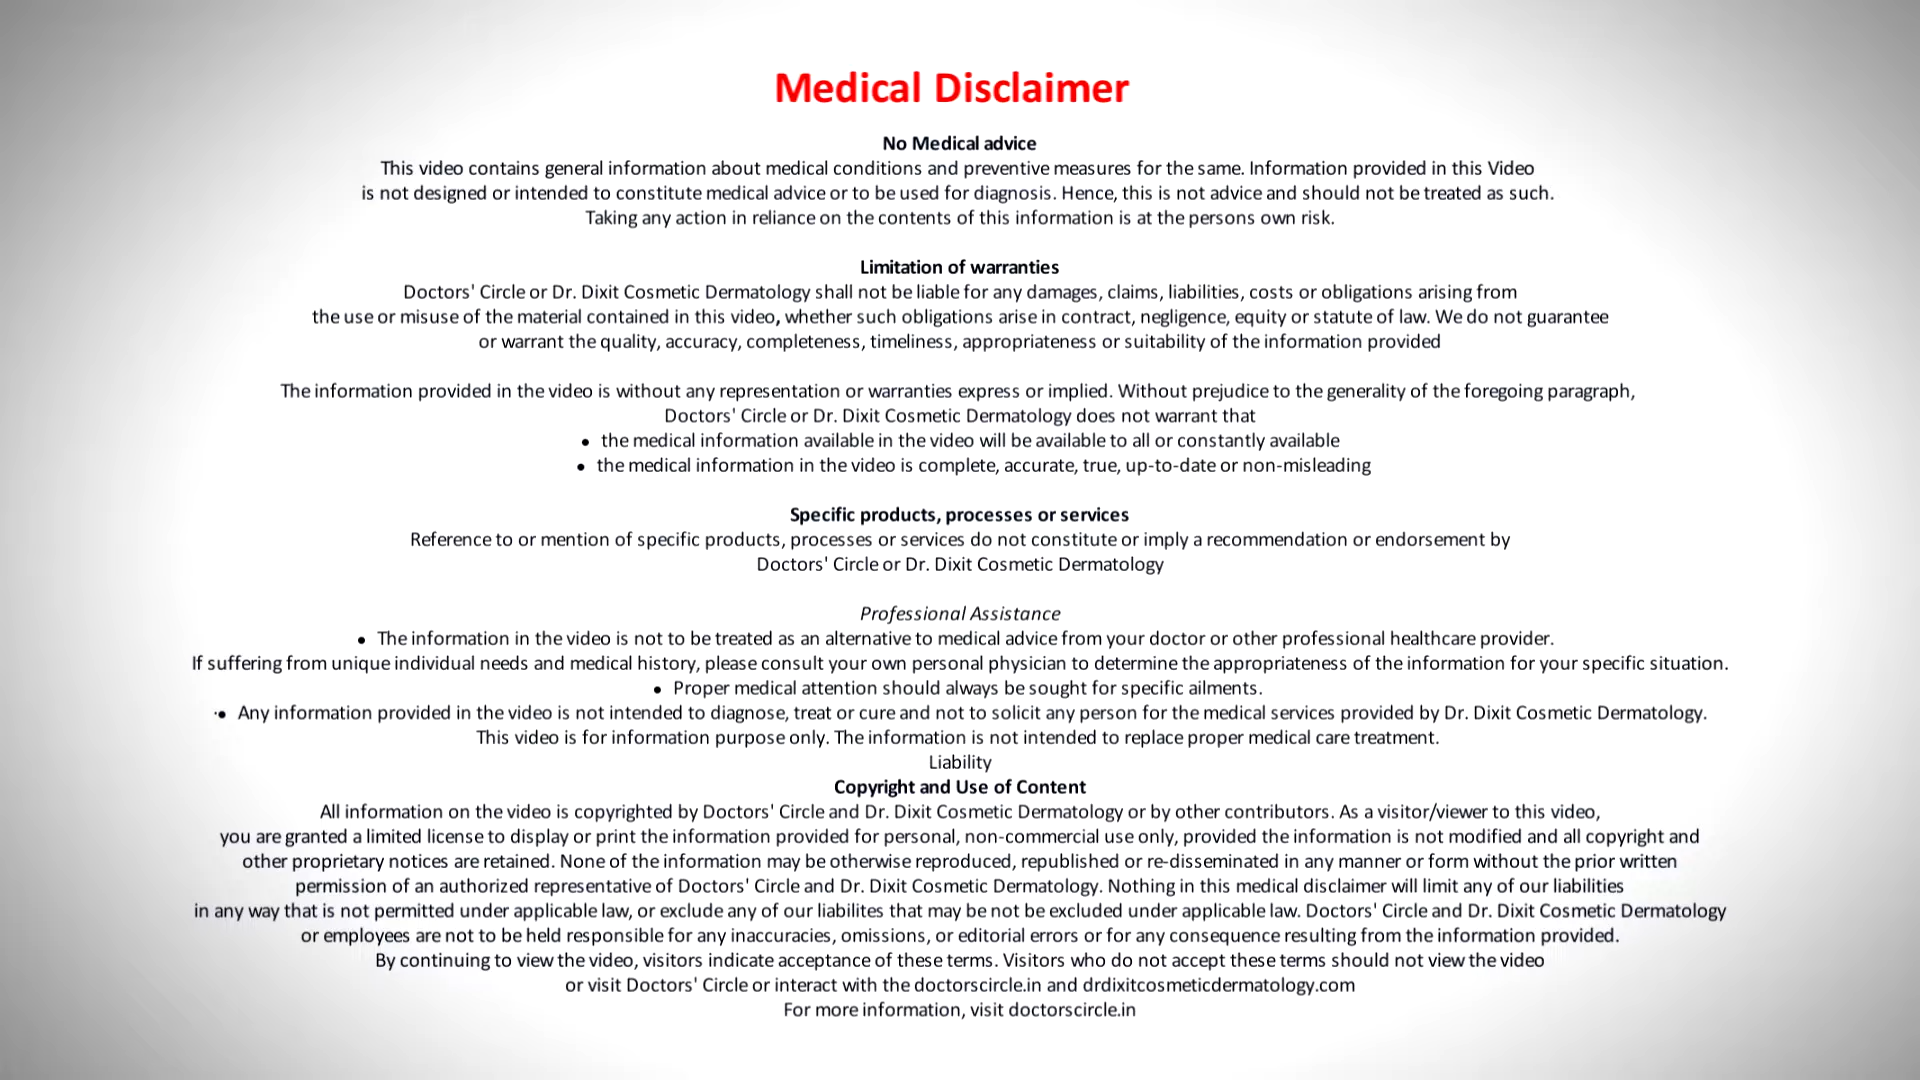 Medical Disclaimer
No Medical advice
This video contains general information about medical conditions and preventive measures for the same. Information provided in this Video
is not designed or intended to constitute medical advice or to be used for diagnosis. Hence, this is not advice and should not be treated as such.
Taking any action in reliance on the contents of this information is at the persons own risk.
Limitation of warranties
Doctors' Circle or Dr. Dixit Cosmetic Dermatology shall not be liable for any damages, claims, liabilities, costs or obligations arising from
the use or misuse of the material contained in this video, whether such obligations arise in contract, negligence, equity or statute of law. We do not guarantee
or warrant the quality, accuracy, completeness, timeliness, appropriateness or suitability of the information provided
The information provided in the video is without any representation or warranties express or implied. Without prejudice to the generality of the foregoing paragraph,
Doctors' Circle or Dr. Dixit Cosmetic Dermatology does not warrant that
● the medical information available in the video will be available to all or constantly available
● the medical information in the video is complete, accurate, true, up-to-date or non-misleading
Specific products, processes or services
Reference to or mention of specific products, processes or services do not constitute or imply a recommendation or endorsement by
Doctors' Circle or Dr. Dixit Cosmetic Dermatology
Professional Assistance
● The information in the video is not to be treated as an alternative to medical advice from your doctor or other professional healthcare provider.
If suffering from unique individual needs and medical history, please consult your own personal physician to determine the appropriateness of the information for your specific situation.
● Proper medical attention should always be sought for specific ailments.
·● Any information provided in the video is not intended to diagnose, treat or cure and not to solicit any person for the medical services provided by Dr. Dixit Cosmetic Dermatology.
This video is for information purpose only. The information is not intended to replace proper medical care treatment.
Liability
Copyright and Use of Content
All information on the video is copyrighted by Doctors' Circle and Dr. Dixit Cosmetic Dermatology or by other contributors. As a visitor/viewer to this video,
you are granted a limited license to display or print the information provided for personal, non-commercial use only, provided the information is not modified and all copyright and
other proprietary notices are retained. None of the information may be otherwise reproduced, republished or re-disseminated in any manner or form without the prior written
permission of an authorized representative of Doctors' Circle and Dr. Dixit Cosmetic Dermatology. Nothing in this medical disclaimer will limit any of our liabilities
in any way that is not permitted under applicable law, or exclude any of our liabilites that may be not be excluded under applicable law. Doctors' Circle and Dr. Dixit Cosmetic Dermatology
or employees are not to be held responsible for any inaccuracies, omissions, or editorial errors or for any consequence resulting from the information provided.
By continuing to view the video, visitors indicate acceptance of these terms. Visitors who do not accept these terms should not view the video
or visit Doctors' Circle or interact with the doctorscircle.in and drdixitcosmeticdermatology.com
For more information, visit doctorscircle.in